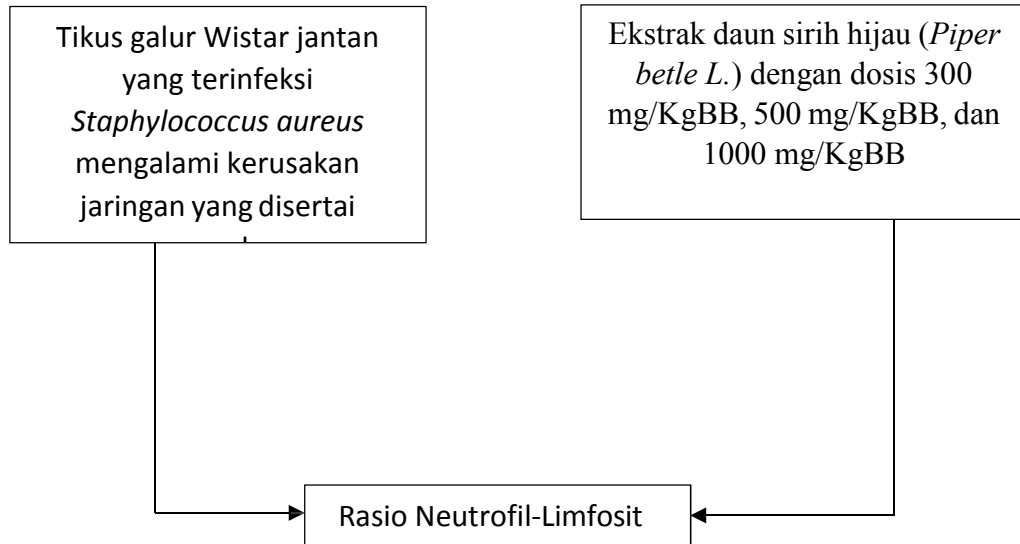 Tikus galur Wistar jantan
yang terinfeksi
Staphylococcus aureus
mengalami kerusakan
jaringan yang disertai
Ekstrak daun sirih hijau (Piper
betle L.) dengan dosis 300
mg/KgBB, 500 mg/KgBB, dan
1000 mg/KgBB
Rasio Neutrofil-Limfosit